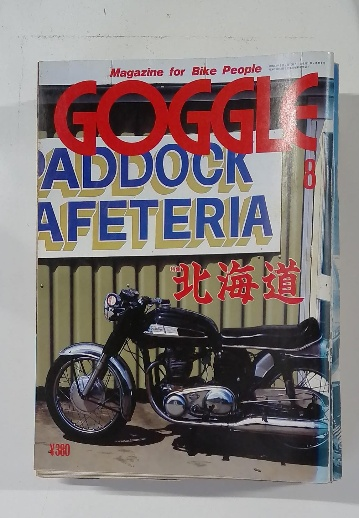 Magazine for Bike People
GOGGLE
8
PADDOCK
AFETERIA
北海道
¥380